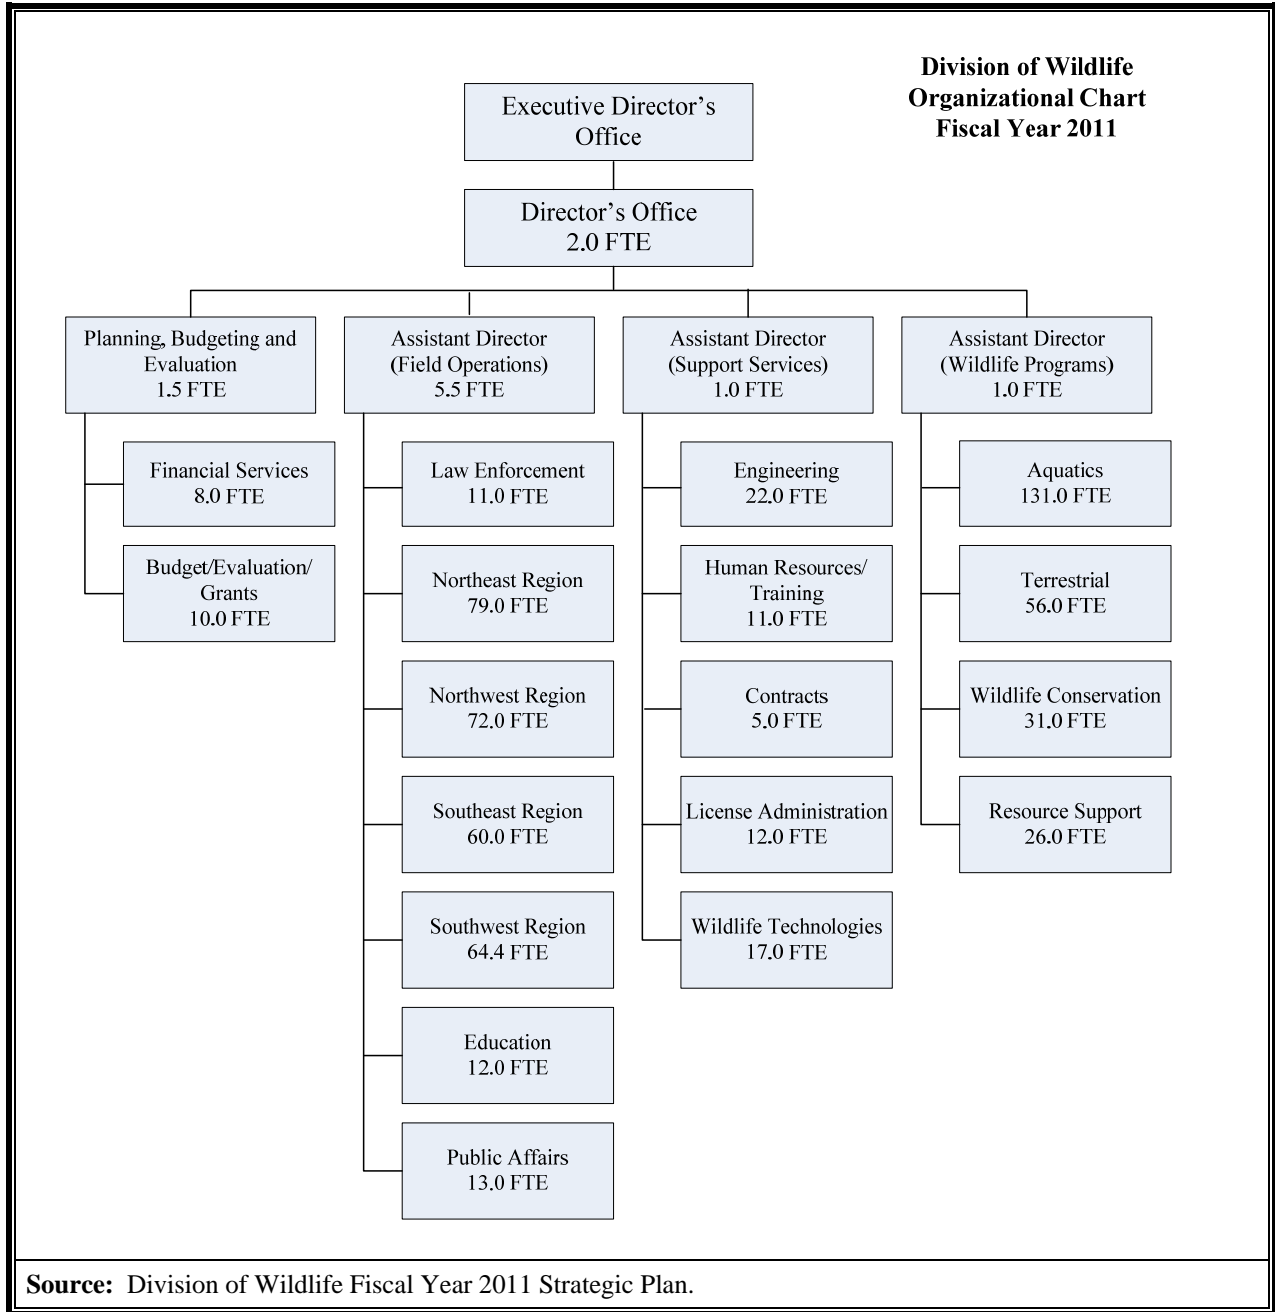 Division of Wildlife
Organizational Chart
Fiscal Year 2011
Executive Director's
Office
Director's Office
2.0 FTE
Planning, Budgeting and
Evaluation
1.5 FTE
Financial Services
8.0 FTE
Budget/Evaluation/
Grants
10.0 FTE
Assistant Director
(Field Operations)
5.5 FTE
Law Enforcement
11.0 FTE
Northeast Region
79.0 FTE
Northwest Region
72.0 FTE
Southeast Region
60.0 FTE
Southwest Region
64.4 FTE
Education
12.0 FTE
Public Affairs
13.0 FTE
Assistant Director
(Support Services)
1.0 FTE
Engineering
22.0 FTE
Human Resources/
Training
11.0 FTE
Contracts
5.0 FTE
License Administration
12.0 FTE
Wildlife Technologies
17.0 FTE
Assistant Director
(Wildlife Programs)
1.0 FTE
Aquatics
131.0 FTE
Terrestrial
56.0 FTE
Wildlife Conservation
31.0 FTE
Resource Support
26.0 FTE
Source: Division of Wildlife Fiscal Year 2011 Strategic Plan.